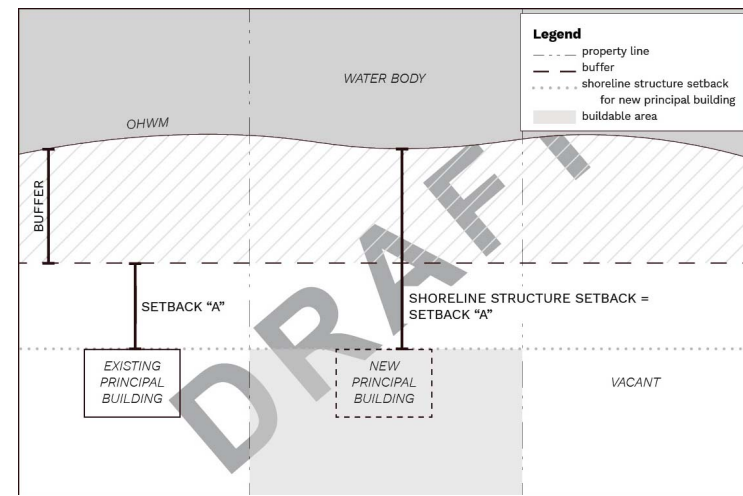 Legend
property line
buffer
shoreline structure setback
for new principal building
buildable area
WATER BODY
OHWM
BUFFER
SETBACK “A”
SHORELINE STRUCTURE SETBACK =
SETBACK “A”
EXISTING
PRINCIPAL
BUILDING
NEW
PRINCIPAL
BUILDING
VACANT
DRAFT